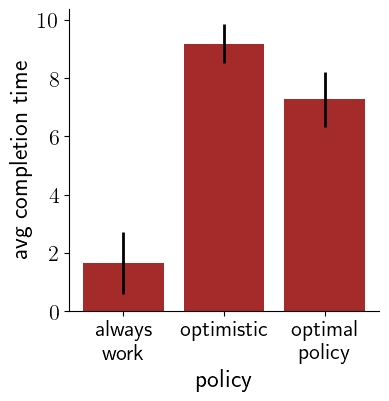 avg completion time
10
8
6
4
2
0
always
work
optimistic
optimal
policy
policy